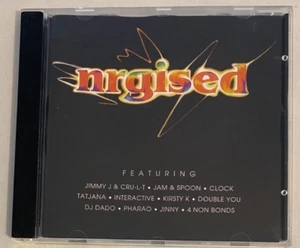 nrgised
FEATURING
JIMMY J & CRU-L-T • JAM & SPOON • CLOCK
TATJANA • INTERACTIVE • KIRSTY K • DOUBLE YOU
DJ DADO • PHARAO • JINNY • 4 NON BONDS